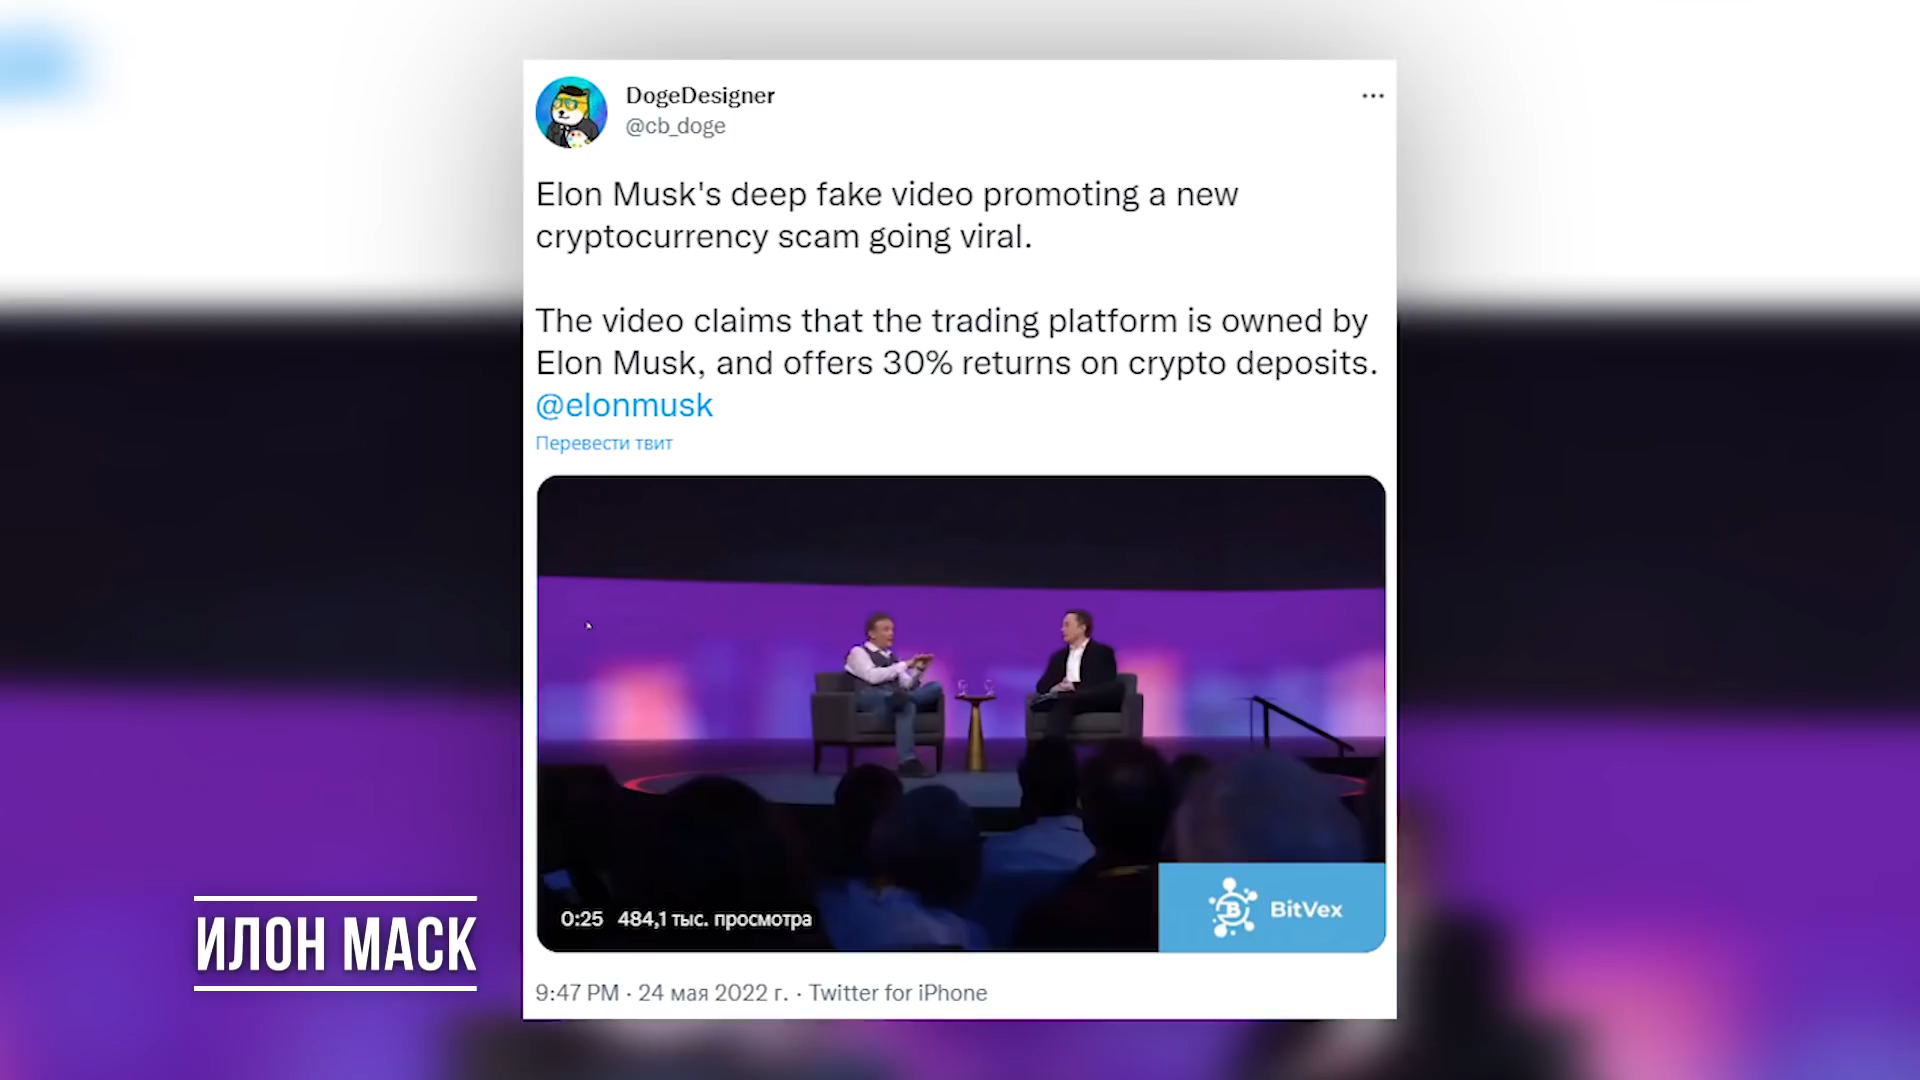 DogeDesigner
@cb_doge
Elon Musk's deep fake video promoting a new
cryptocurrency scam going viral.
The video claims that the trading platform is owned by
Elon Musk, and offers 30% returns on crypto deposits.
@elonmusk
Перевести твит
0:25 484,1 тыс. просмотра
B BitVex
ИЛОН МАСК
9:47 PM · 24 мая 2022 г. · Twitter for iPhone